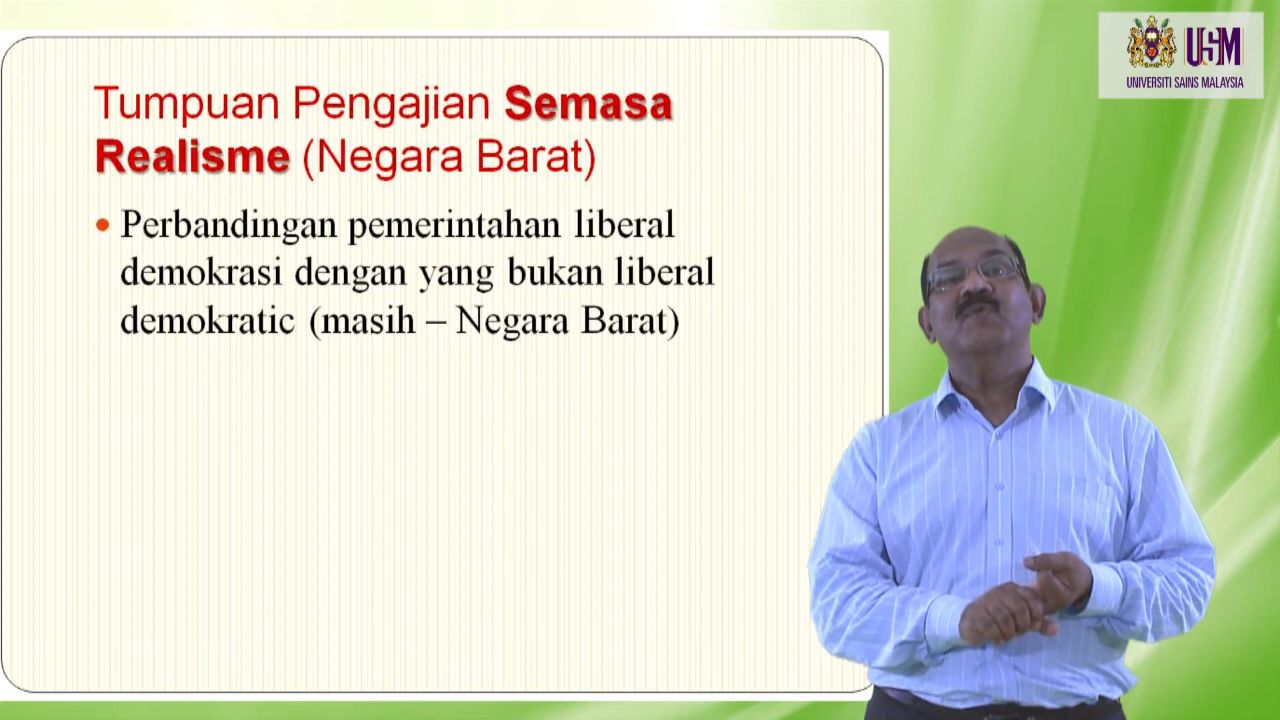 Tumpuan Pengajian Semasa
Realisme (Negara Barat)
• Perbandingan pemerintahan liberal
demokrasi dengan yang bukan liberal
demokratic (masih – Negara Barat)
USM
UNIVERSITI SAINS MALAYSIA